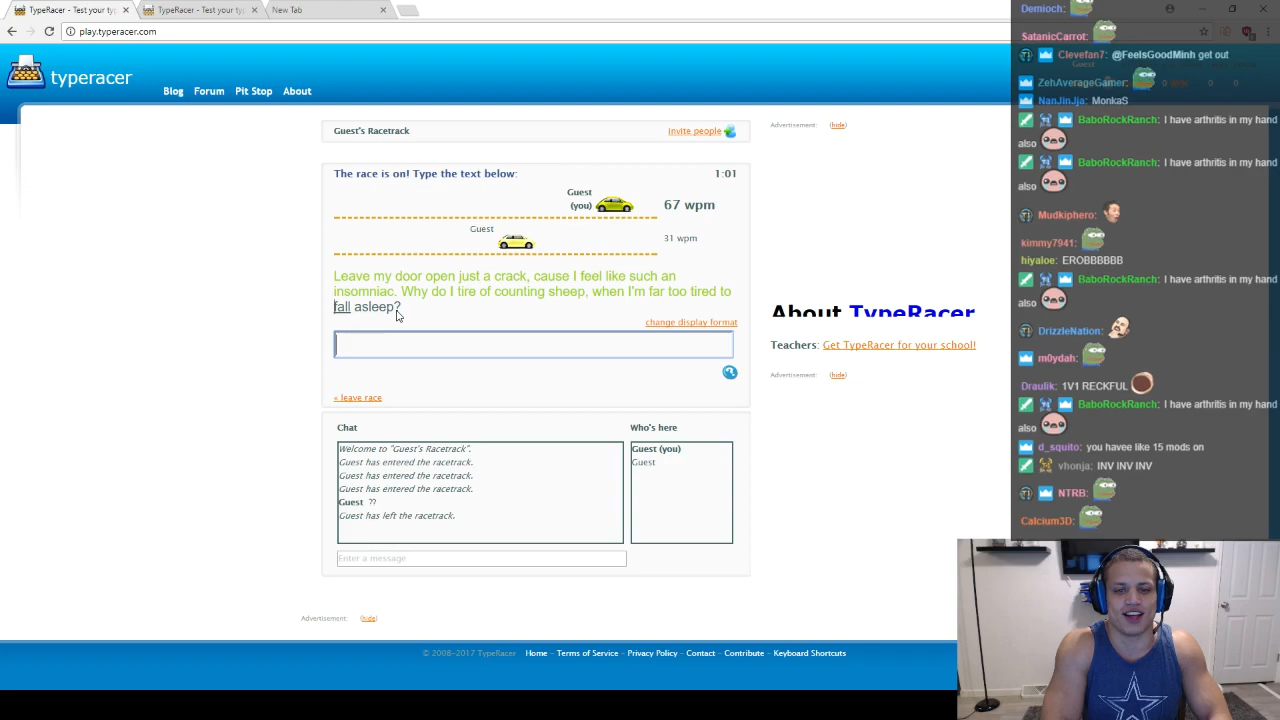 TypeRacer - Test your ty
TypeRacer - Test your ty
New Tab
play.typeracer.com
typeracer
Blog
Forum
Pit Stop
About
Guest's Racetrack
invite people
The race is on! Type the text below:
1:01
Guest
(you)
67 wpm
Guest
31 wpm
Leave my door open just a crack, cause I feel like such an
insomniac. Why do I tire of counting sheep, when I'm far too tired to
fall asleep?
change display format
« leave race
Chat
Who's here
Welcome to "Guest's Racetrack".
Guest has entered the racetrack.
Guest has entered the racetrack.
Guest has entered the racetrack.
Guest ??
Guest has left the racetrack.
Guest (you)
Guest
Enter a message
Advertisement: (hide)
About TypeRacer
Teachers: Get TypeRacer for your school!
Advertisement: (hide)
Advertisement: (hide)
© 2008-2017 TypeRacer
Home - Terms of Service - Privacy Policy - Contact - Contribute - Keyboard Shortcuts
Demioch:
SatanicCarrot:
Clevefan7: @FeelsGoodMinh get out
ZehAverageGamer:
NanJinJja: MonkaS
BaboRockRanch: I have arthritis in my hand
also
BaboRockRanch: I have arthritis in my hand
also
Mudkiphero:
kimmy7941:
hiyaloe: EROBBBBBB
BaboRockRanch: I have arthritis in my hand
also
DrizzleNation:
m0ydah:
Draulik: 1V1 RECKFUL
BaboRockRanch: I have arthritis in my hand
also
d_squito: you havee like 15 mods on
vhonja: INV INV INV
NTRB:
Calcium3D: